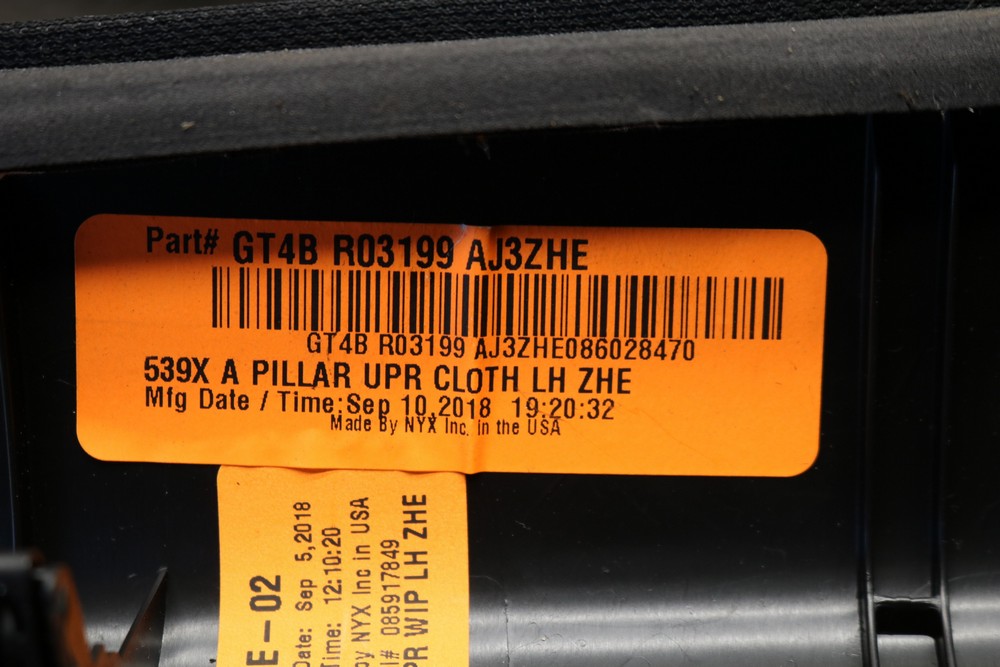 Part# GT4B R03199 AJ3ZHE
GT4B R03199 AJ3ZHE086028470
539X A PILLAR UPR CLOTH LH ZHE
Mfg Date / Time:Sep 10,2018 19:20:32
Made By NYX Inc. in the USA
E-02
Date: Sep 5,2018
Time: 12:10:20
by NYX Inc in USA
l# 085917849
PR WIP LH ZHE